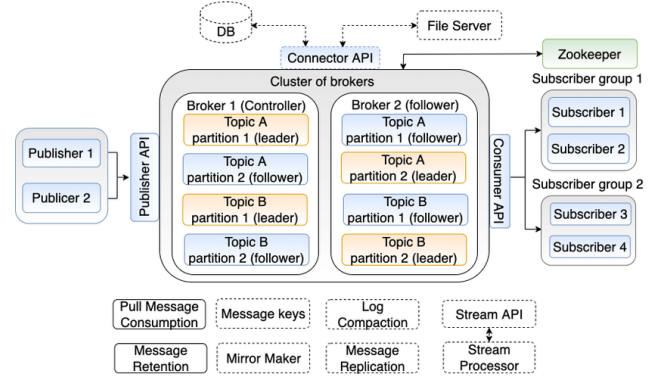 DB
File Server
Connector API
Zookeeper
Cluster of brokers
Subscriber group 1
Broker 1 (Controller)
Topic A
partition 1 (leader)
Topic A
partition 2 (follower)
Topic B
partition 1 (leader)
Topic B
partition 2 (follower)
Broker 2 (follower)
Topic A
partition 1 (follower)
Topic A
partition 2 (leader)
Topic B
partition 1 (follower)
Topic B
partition 2 (leader)
Publisher 1
Publicer 2
Publisher API
Consumer API
Subscriber 1
Subscriber 2
Subscriber group 2
Subscriber 3
Subscriber 4
Pull Message
Consumption
Message keys
Log
Compaction
Stream API
Message
Retention
Mirror Maker
Message
Replication
Stream
Processor